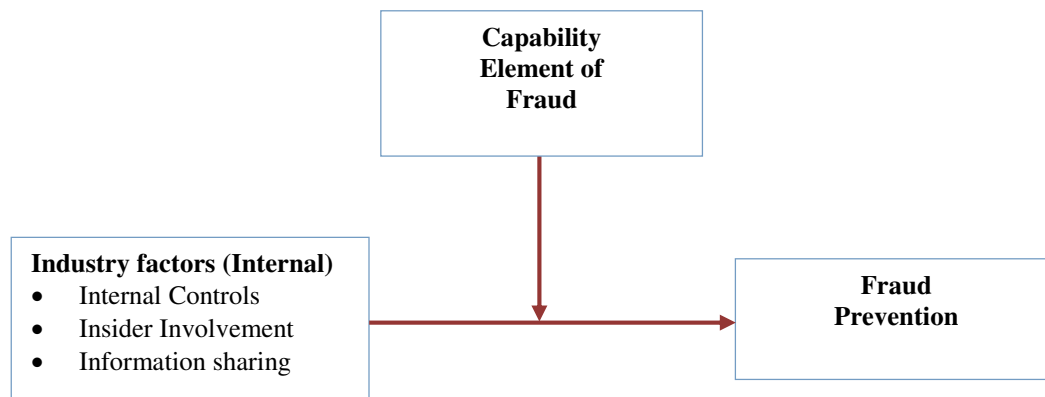 Capability
Element of
Fraud
Industry factors (Internal)
• Internal Controls
• Insider Involvement
• Information sharing
Fraud
Prevention